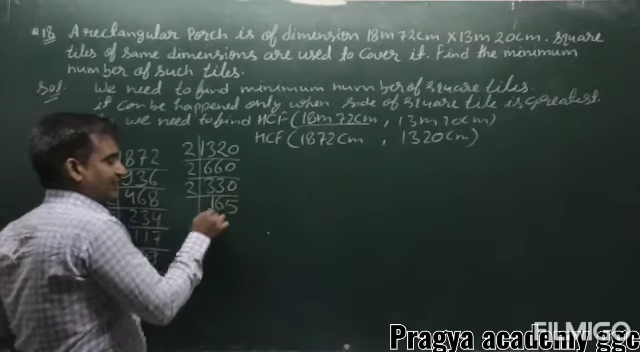 Q.18 A rectangular Porch is of dimension 18m 72cm × 13m 20cm. square
tiles of same dimensions are used to cover it. Find the minimum
number of such tiles.
Sol. We need to find minimum number of square tiles.
it can be happened only when side of square tile is greatest.
we need to find HCF (18m 72cm, 13m 20cm)
HCF (1872cm, 1320cm)
872 2 1320
936 2 660
468 2 330
234 165
117
Pragya academy ggc
FILMIGO